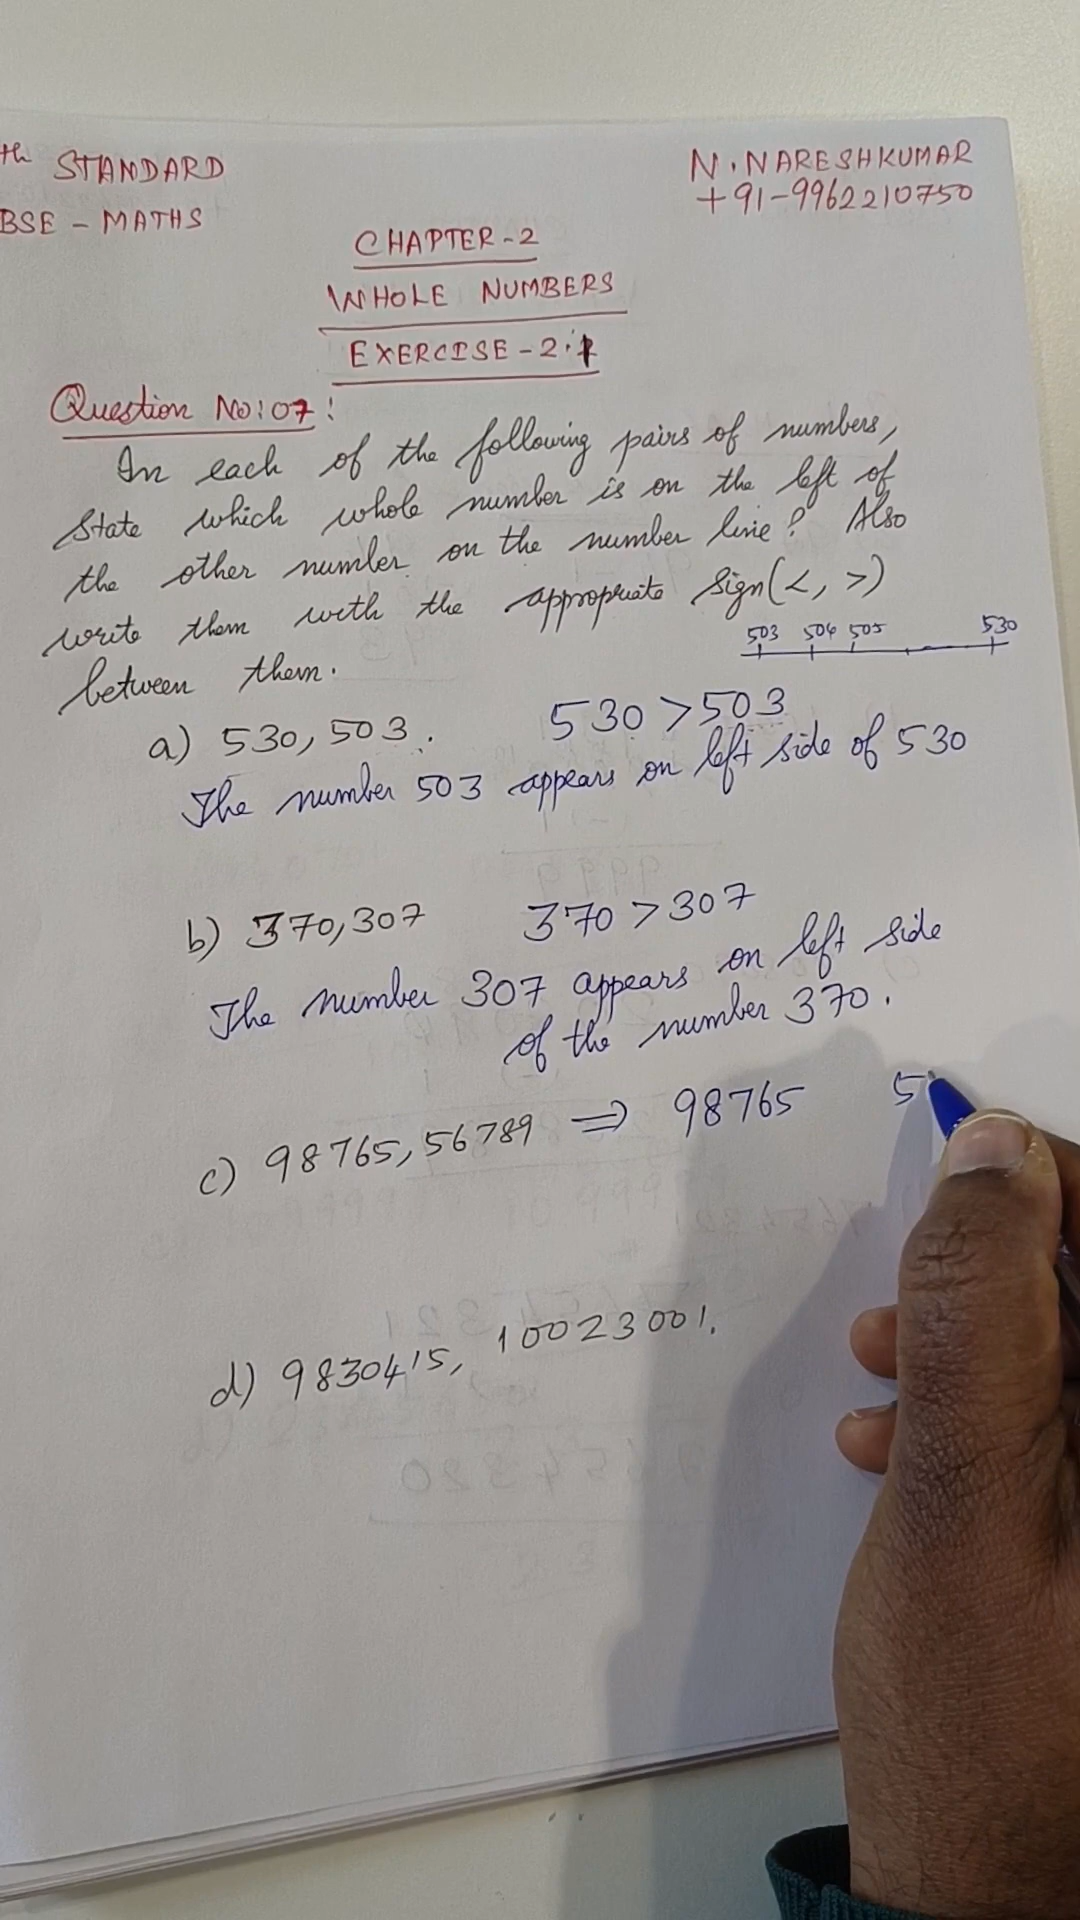 th STANDARD
BSE - MATHS
N. NARESHKUMAR
+91-9962210750
CHAPTER-2
WHOLE NUMBERS
EXERCISE-2.1
Question No:07:
In each of the following pairs of numbers,
State which whole number is on the left of
the other number on the number line? Also
write them with the appropriate Sign(<, >)
between them.
503 504 505 530
a) 530, 503. 530 > 503
The number 503 appears on left side of 530
b) 370, 307 370 > 307
The number 307 appears on left side
of the number 370.
c) 98765, 56789 ⇒ 98765 5
d) 9830415, 10023001.